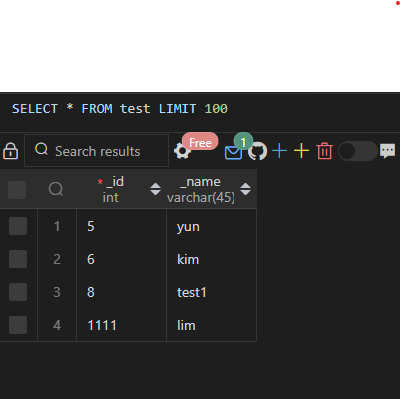 SELECT * FROM test LIMIT 100
Search results Free 1
* _id _name
int varchar(45)
1 5 yun
2 6 kim
3 8 test1
4 1111 lim